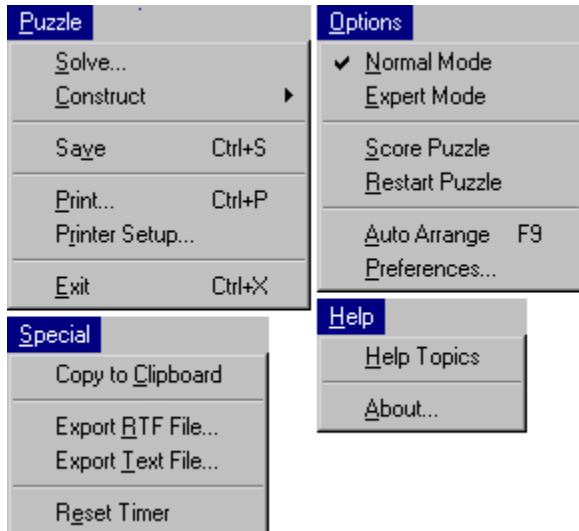 Puzzle
Solve...
Construct
Save Ctrl+S
Print... Ctrl+P
Printer Setup...
Exit Ctrl+X
Options
Normal Mode
Expert Mode
Score Puzzle
Restart Puzzle
Auto Arrange F9
Preferences...
Special
Copy to Clipboard
Export RTF File...
Export Text File...
Reset Timer
Help
Help Topics
About...